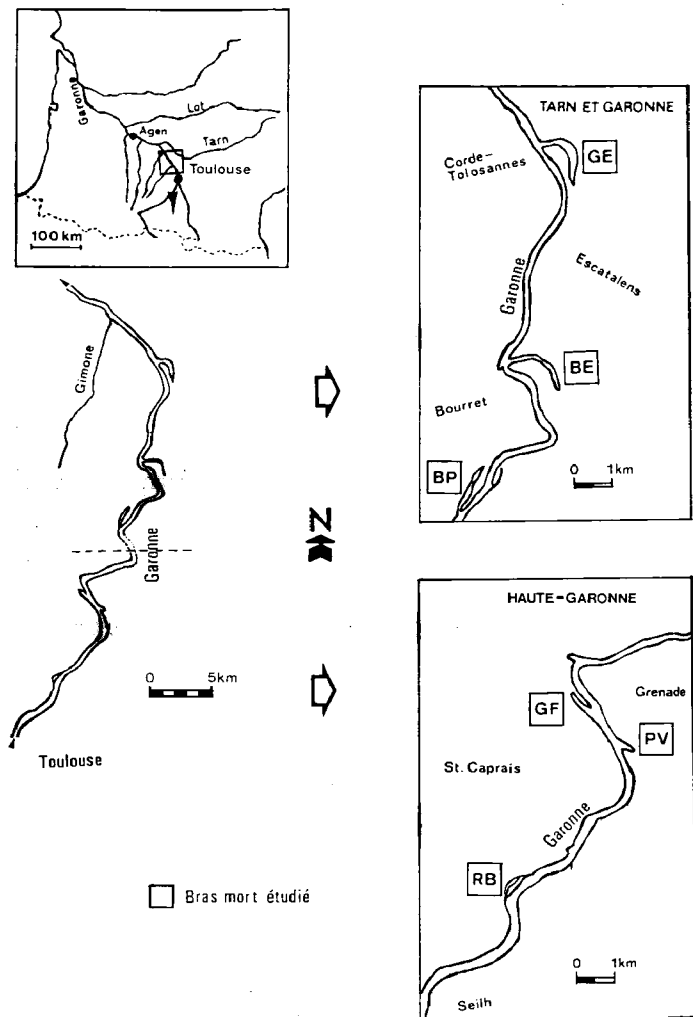 Garonne
Lot
Agen
Tarn
Toulouse
100 km
Gimone
Garonne
0 5km
Toulouse
Bras mort étudié
N
TARN ET GARONNE
GE
Corde-
Tolosannes
Garonne
Escatalens
BE
Bourret
BP
0 1km
HAUTE-GARONNE
Grenade
GF
PV
St. Caprais
Garonne
RB
0 1km
Seilh